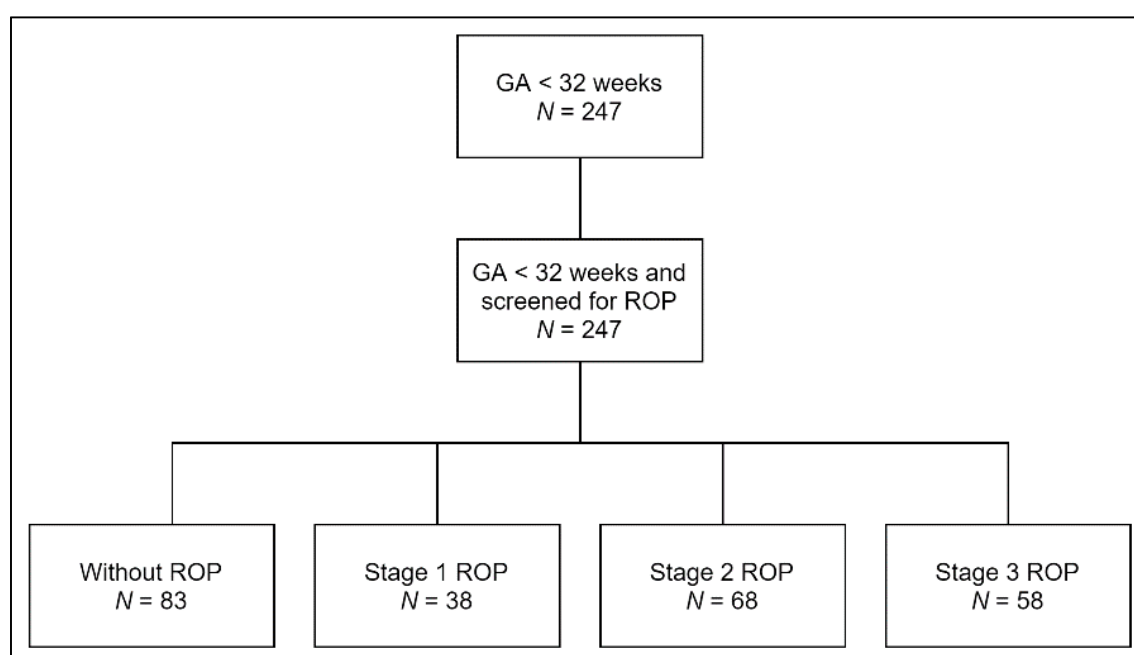 GA < 32 weeks
N = 247
GA < 32 weeks and
screened for ROP
N = 247
Without ROP
N = 83
Stage 1 ROP
N = 38
Stage 2 ROP
N = 68
Stage 3 ROP
N = 58